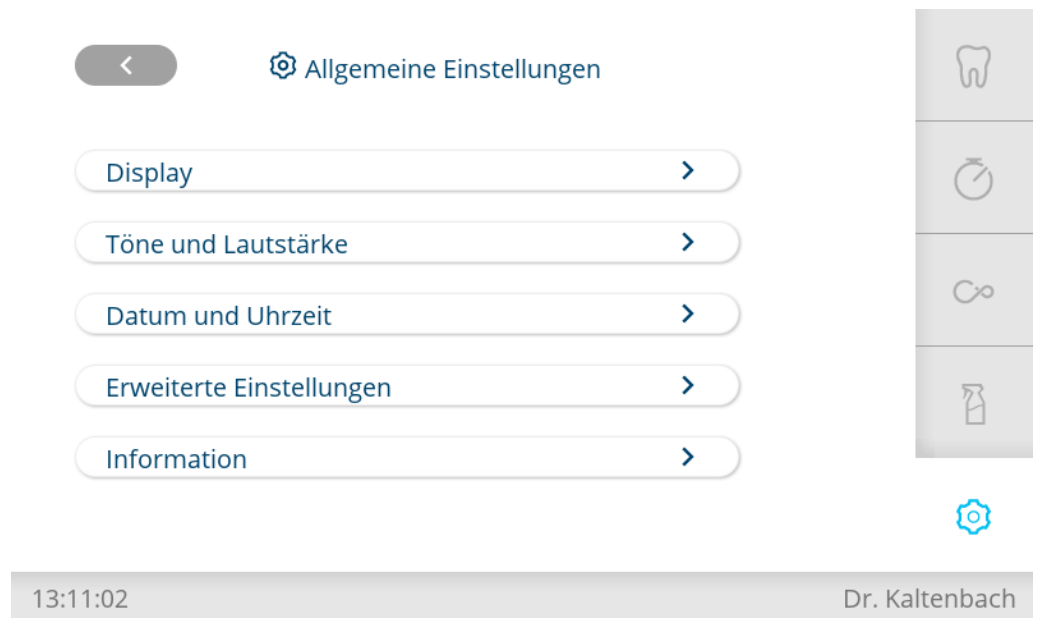 Allgemeine Einstellungen
Display
Töne und Lautstärke
Datum und Uhrzeit
Erweiterte Einstellungen
Information
13:11:02 Dr. Kaltenbach